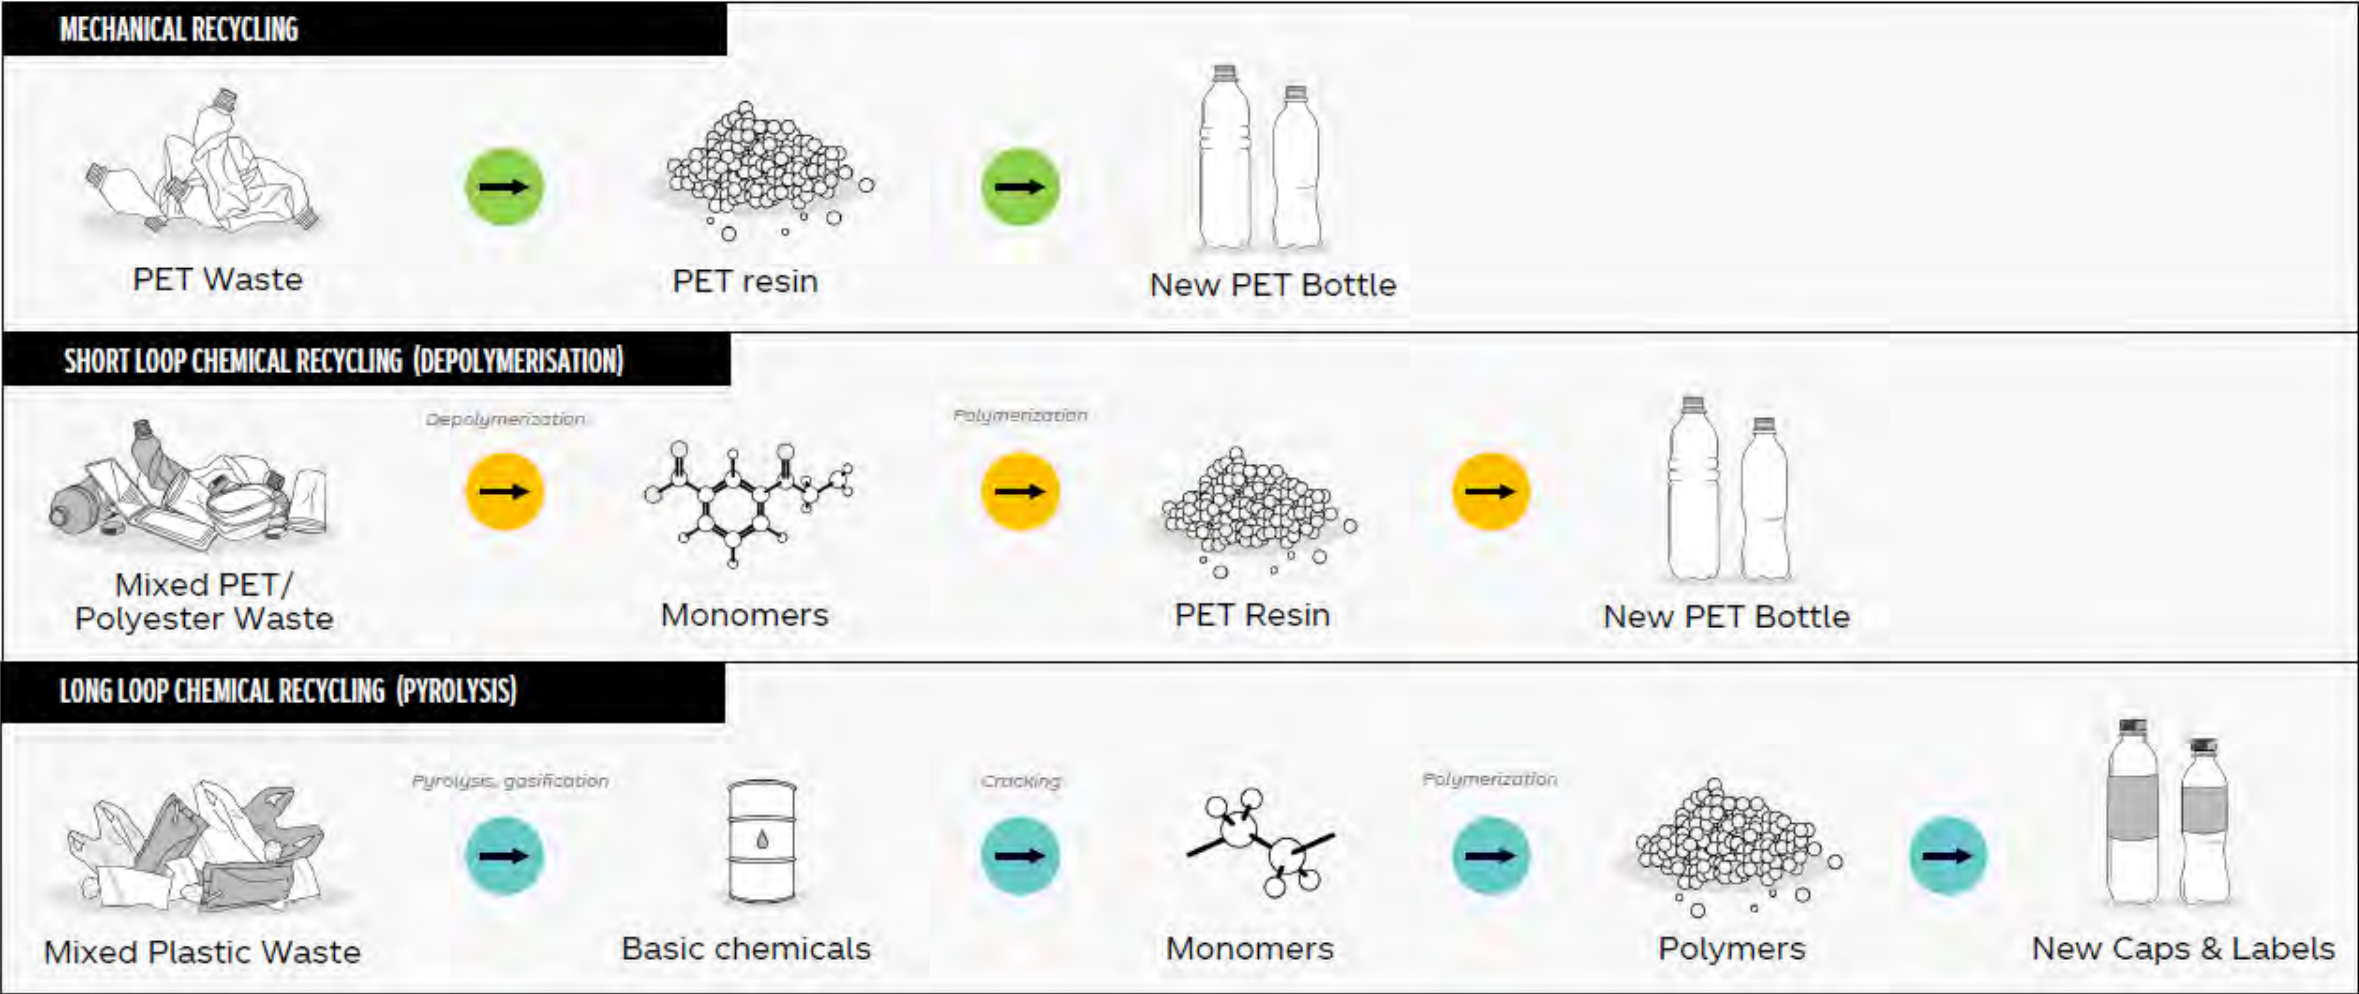 MECHANICAL RECYCLING
PET Waste
PET resin
New PET Bottle
SHORT LOOP CHEMICAL RECYCLING (DEPOLYMERISATION)
Depolymerization
Polymerization
Mixed PET/
Polyester Waste
Monomers
PET Resin
New PET Bottle
LONG LOOP CHEMICAL RECYCLING (PYROLYSIS)
Pyrolysis, gasification
Cracking
Polymerization
Mixed Plastic Waste
Basic chemicals
Monomers
Polymers
New Caps & Labels